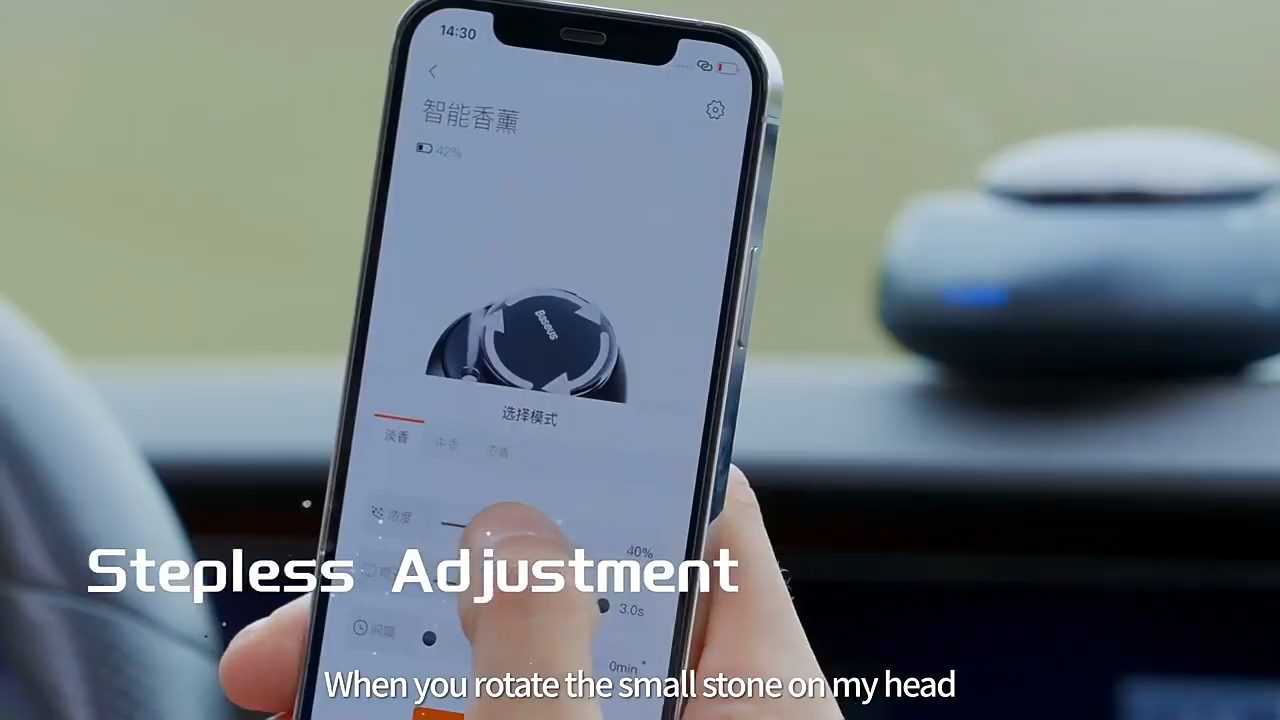 14:30
智能香薰
42%
Baseus
选择模式
淡香 中香 浓香
浓度
40%
Stepless Adjustment
3.0s
间隔
0min
When you rotate the small stone on my head